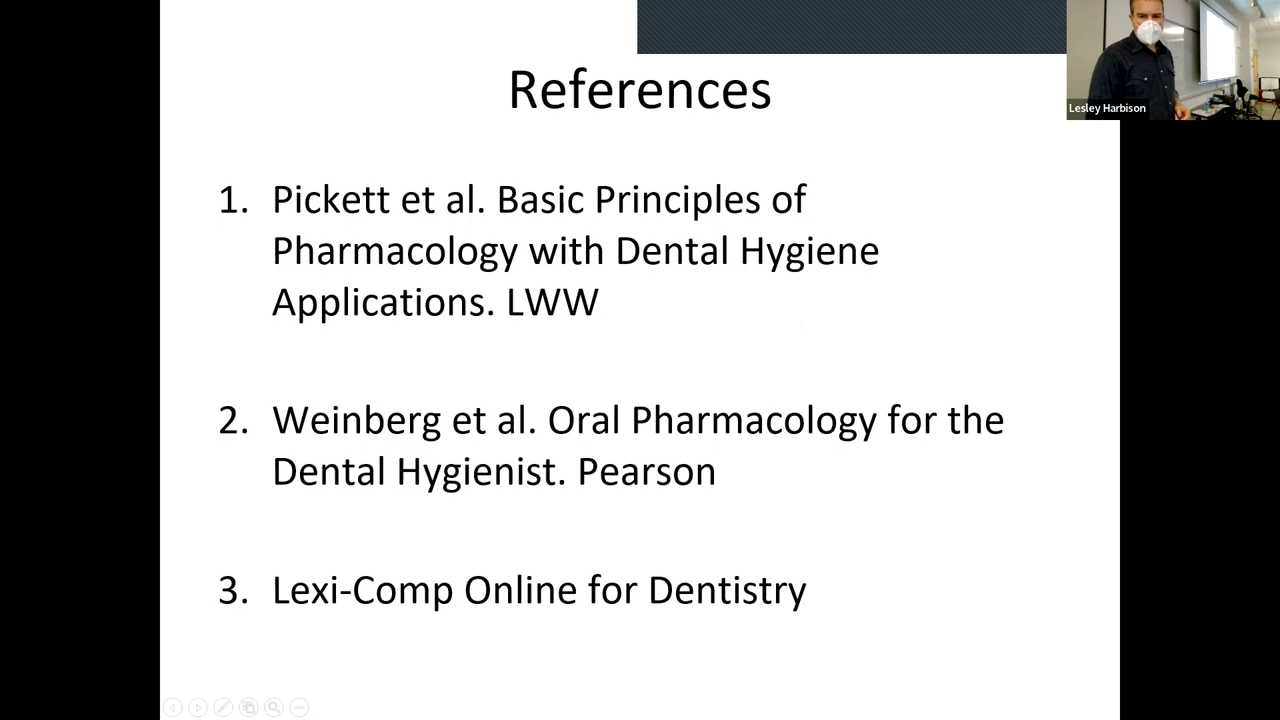 References
Lesley Harbison
1. Pickett et al. Basic Principles of
Pharmacology with Dental Hygiene
Applications. LWW
2. Weinberg et al. Oral Pharmacology for the
Dental Hygienist. Pearson
3. Lexi-Comp Online for Dentistry